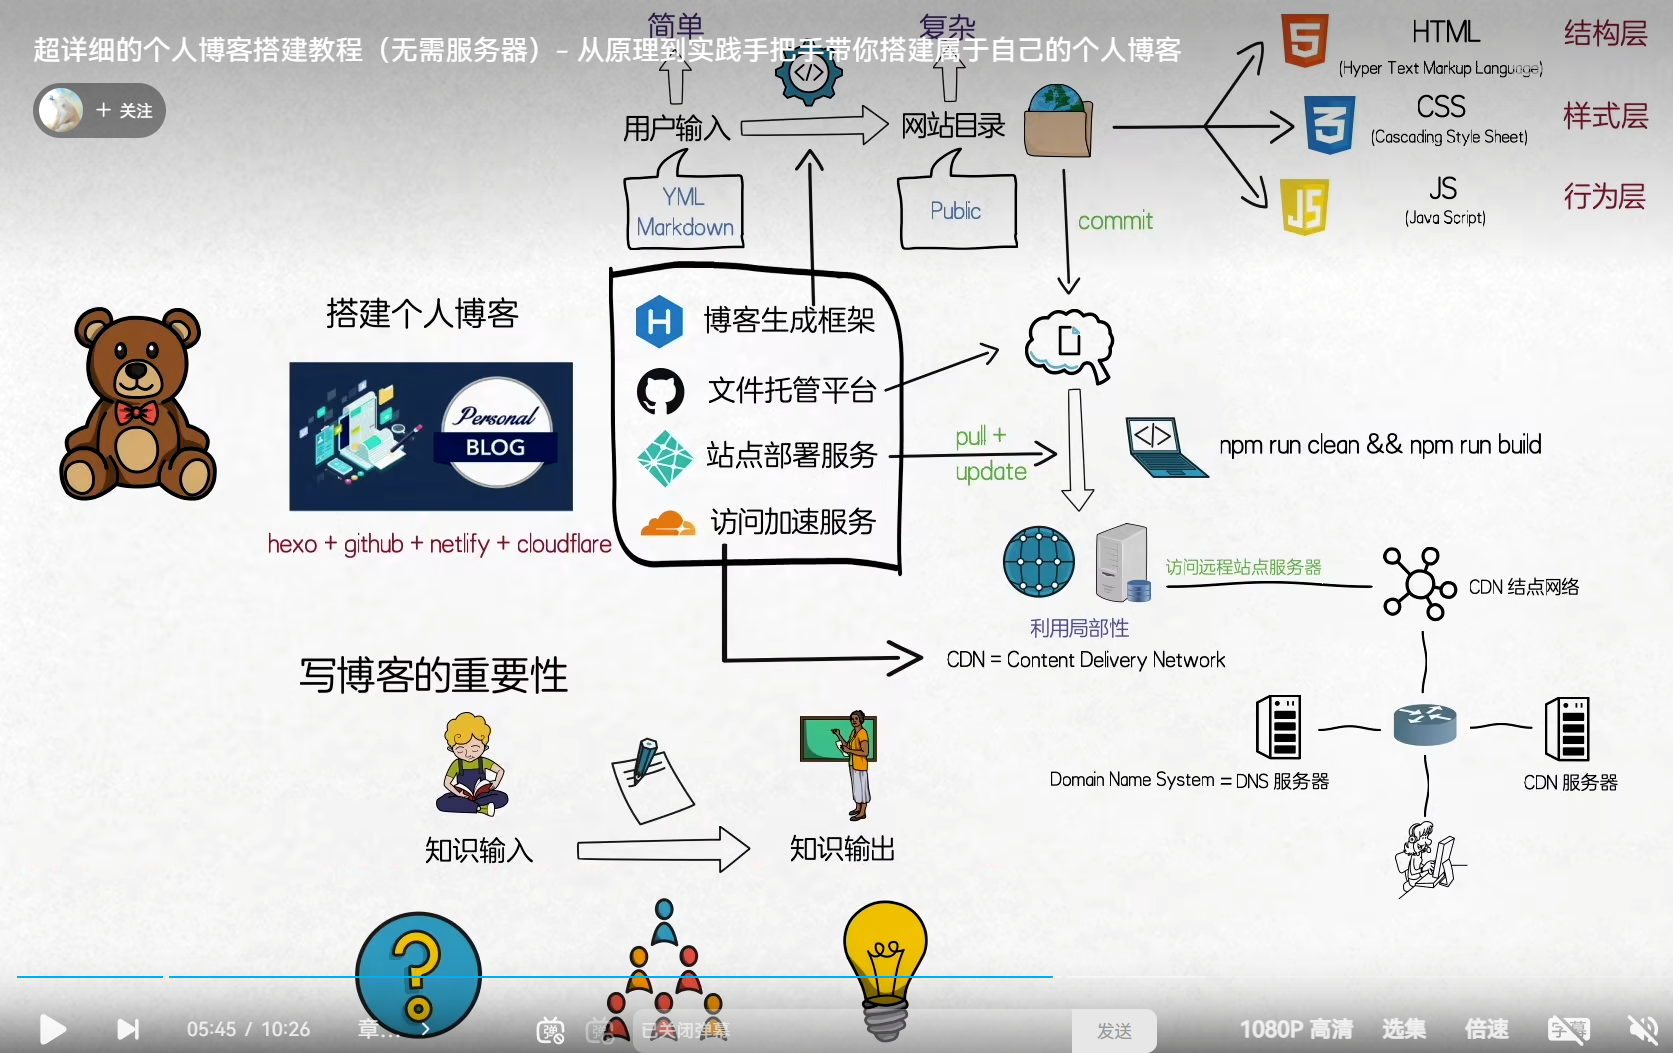 简单
复杂
超详细的个人博客搭建教程（无需服务器）- 从原理到实践手把手带你搭建属于自己的个人博客
HTML
结构层
(Hyper Text Markup Language)
+ 关注
用户输入
网站目录
CSS
(Cascading Style Sheet)
样式层
YML
Markdown
Public
commit
JS
JS
(Java Script)
行为层
搭建个人博客
博客生成框架
文件托管平台
站点部署服务
访问加速服务
Personal
BLOG
hexo + github + netlify + cloudflare
pull +
update
npm run clean && npm run build
访问远程站点服务器
CDN 结点网络
利用局部性
CDN = Content Delivery Network
写博客的重要性
Domain Name System = DNS 服务器
CDN 服务器
知识输入
知识输出
05:45 / 10:26
章...
弹
弹
已关闭弹幕
发送
1080P 高清
选集
倍速
字幕